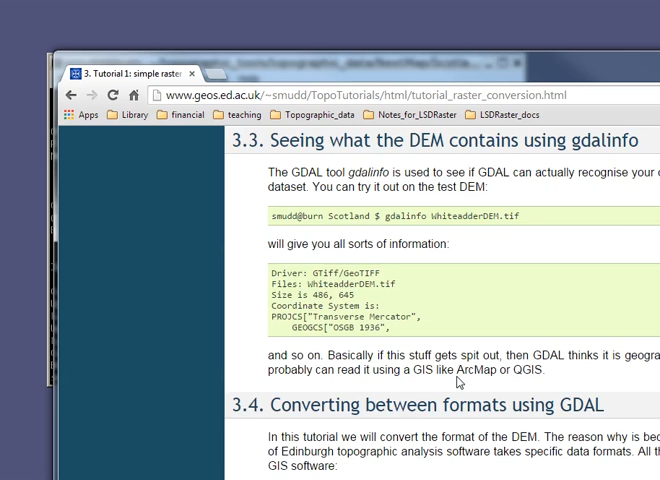 3. Tutorial 1: simple raster
www.geos.ed.ac.uk/~smudd/TopoTutorials/html/tutorial_raster_conversion.html
Apps Library financial teaching Topographic_data Notes_for_LSDRaster LSDRaster_docs
3.3. Seeing what the DEM contains using gdalinfo
The GDAL tool gdalinfo is used to see if GDAL can actually recognise your
dataset. You can try it out on the test DEM:
smudd@burn Scotland $ gdalinfo WhiteadderDEM.tif
will give you all sorts of information:
Driver: GTiff/GeoTIFF
Files: WhiteadderDEM.tif
Size is 486, 645
Coordinate System is:
PROJCS["Transverse Mercator",
GEOGCS["OSGB 1936",
and so on. Basically if this stuff gets spit out, then GDAL thinks it is
probably can read it using a GIS like ArcMap or QGIS.
3.4. Converting between formats using GDAL
In this tutorial we will convert the format of the DEM. The reason why is
of Edinburgh topographic analysis software takes specific data formats. All
GIS software: